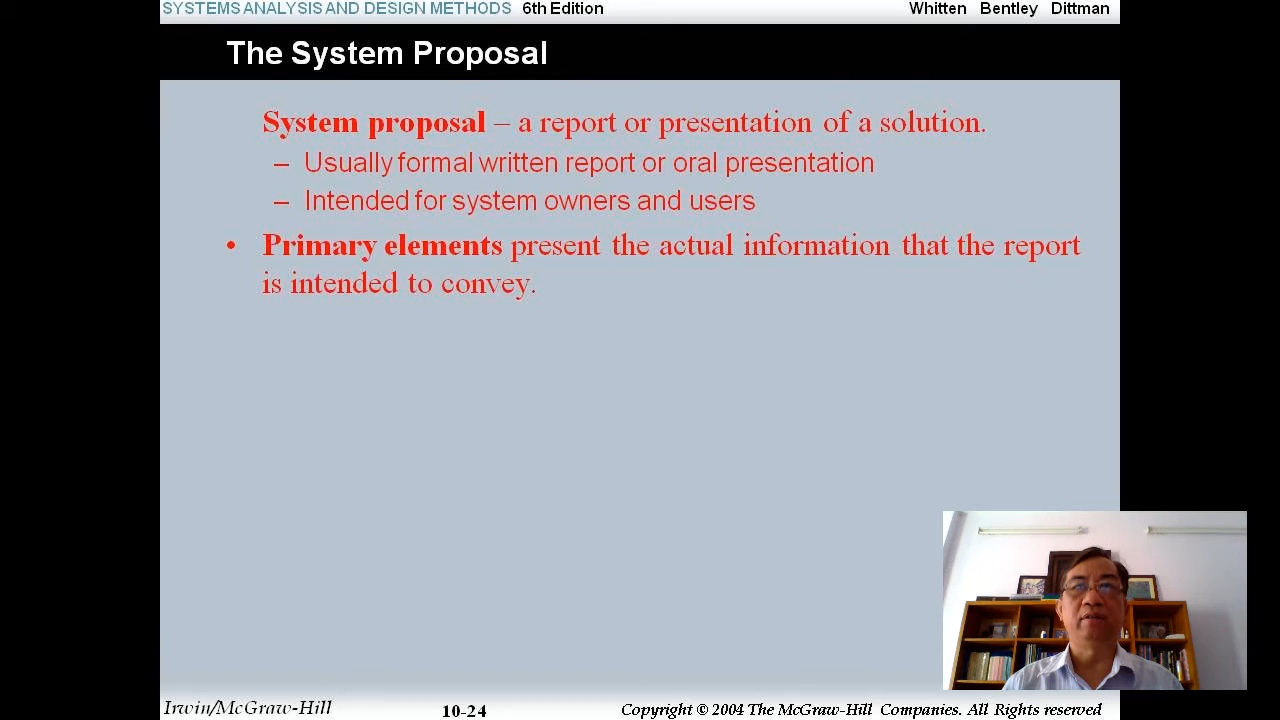 SYSTEMS ANALYSIS AND DESIGN METHODS 6th Edition Whitten Bentley Dittman
The System Proposal
System proposal – a report or presentation of a solution.
– Usually formal written report or oral presentation
– Intended for system owners and users
• Primary elements present the actual information that the report
is intended to convey.
Irwin/McGraw-Hill 10-24 Copyright © 2004 The McGraw-Hill Companies. All Rights reserved